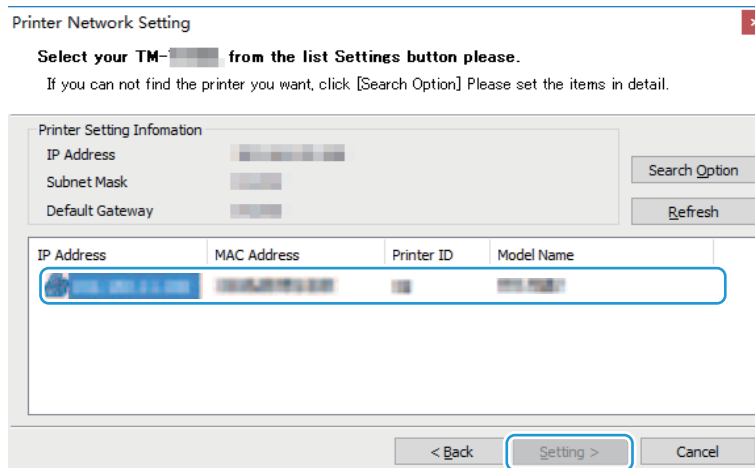 Printer Network Setting
Select your TM- from the list Settings button please.
If you can not find the printer you want, click [Search Option] Please set the items in detail.
Printer Setting Infomation
IP Address
Subnet Mask
Default Gateway
Search Option
Refresh
IP Address MAC Address Printer ID Model Name
< Back Setting > Cancel